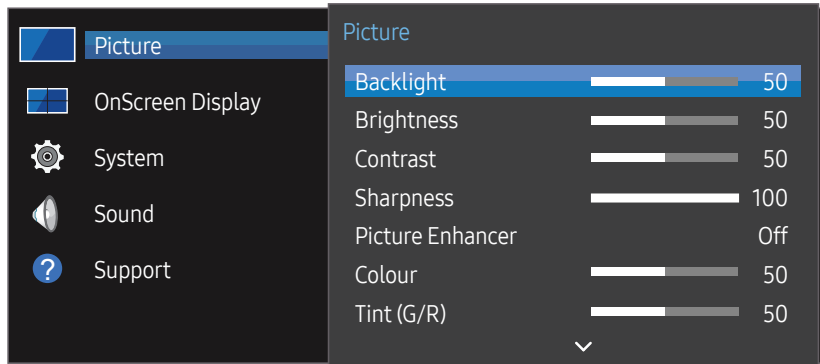 Picture
OnScreen Display
System
Sound
?
Support
Picture
Backlight 50
Brightness 50
Contrast 50
Sharpness 100
Picture Enhancer Off
Colour 50
Tint (G/R) 50